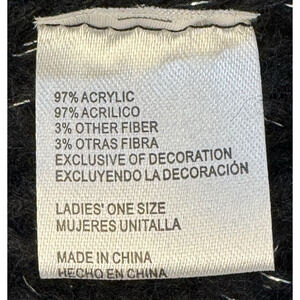 97% ACRYLIC
97% ACRILICO
3% OTHER FIBER
3% OTRAS FIBRA
EXCLUSIVE OF DECORATION
EXCLUYENDO LA DECORACIÓN
LADIES' ONE SIZE
MUJERES UNITALLA
MADE IN CHINA
HECHO EN CHINA